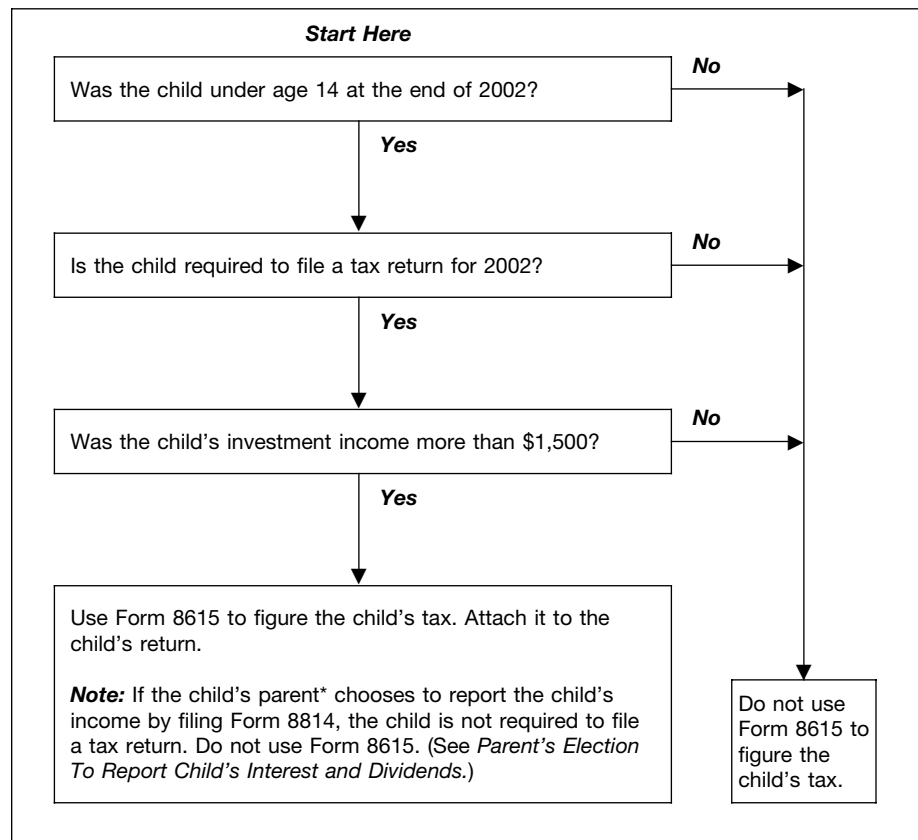 Start Here
Was the child under age 14 at the end of 2002?
No
Yes
Is the child required to file a tax return for 2002?
No
Yes
Was the child's investment income more than $1,500?
No
Yes
Use Form 8615 to figure the child's tax. Attach it to the
child's return.
Note: If the child's parent* chooses to report the child's
income by filing Form 8814, the child is not required to file
a tax return. Do not use Form 8615. (See Parent's Election
To Report Child's Interest and Dividends.)
Do not use
Form 8615 to
figure the
child's tax.